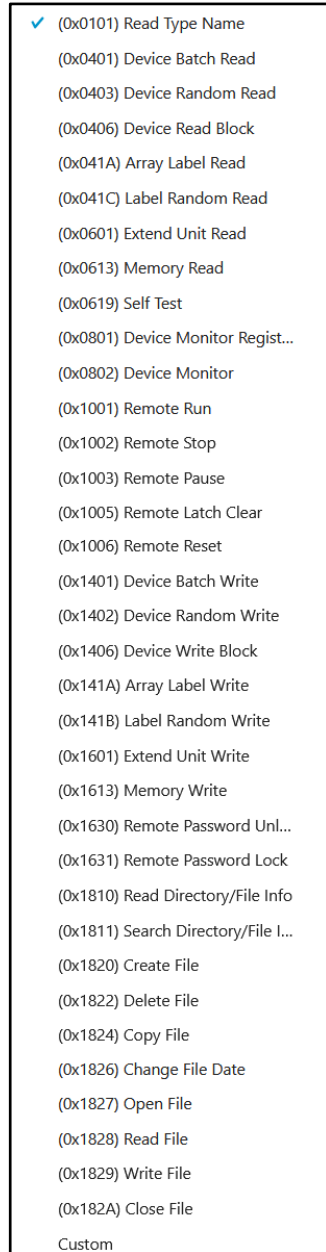 (0x0101) Read Type Name
(0x0401) Device Batch Read
(0x0403) Device Random Read
(0x0406) Device Read Block
(0x041A) Array Label Read
(0x041C) Label Random Read
(0x0601) Extend Unit Read
(0x0613) Memory Read
(0x0619) Self Test
(0x0801) Device Monitor Regist...
(0x0802) Device Monitor
(0x1001) Remote Run
(0x1002) Remote Stop
(0x1003) Remote Pause
(0x1005) Remote Latch Clear
(0x1006) Remote Reset
(0x1401) Device Batch Write
(0x1402) Device Random Write
(0x1406) Device Write Block
(0x141A) Array Label Write
(0x141B) Label Random Write
(0x1601) Extend Unit Write
(0x1613) Memory Write
(0x1630) Remote Password Unl...
(0x1631) Remote Password Lock
(0x1810) Read Directory/File Info
(0x1811) Search Directory/File I...
(0x1820) Create File
(0x1822) Delete File
(0x1824) Copy File
(0x1826) Change File Date
(0x1827) Open File
(0x1828) Read File
(0x1829) Write File
(0x182A) Close File
Custom